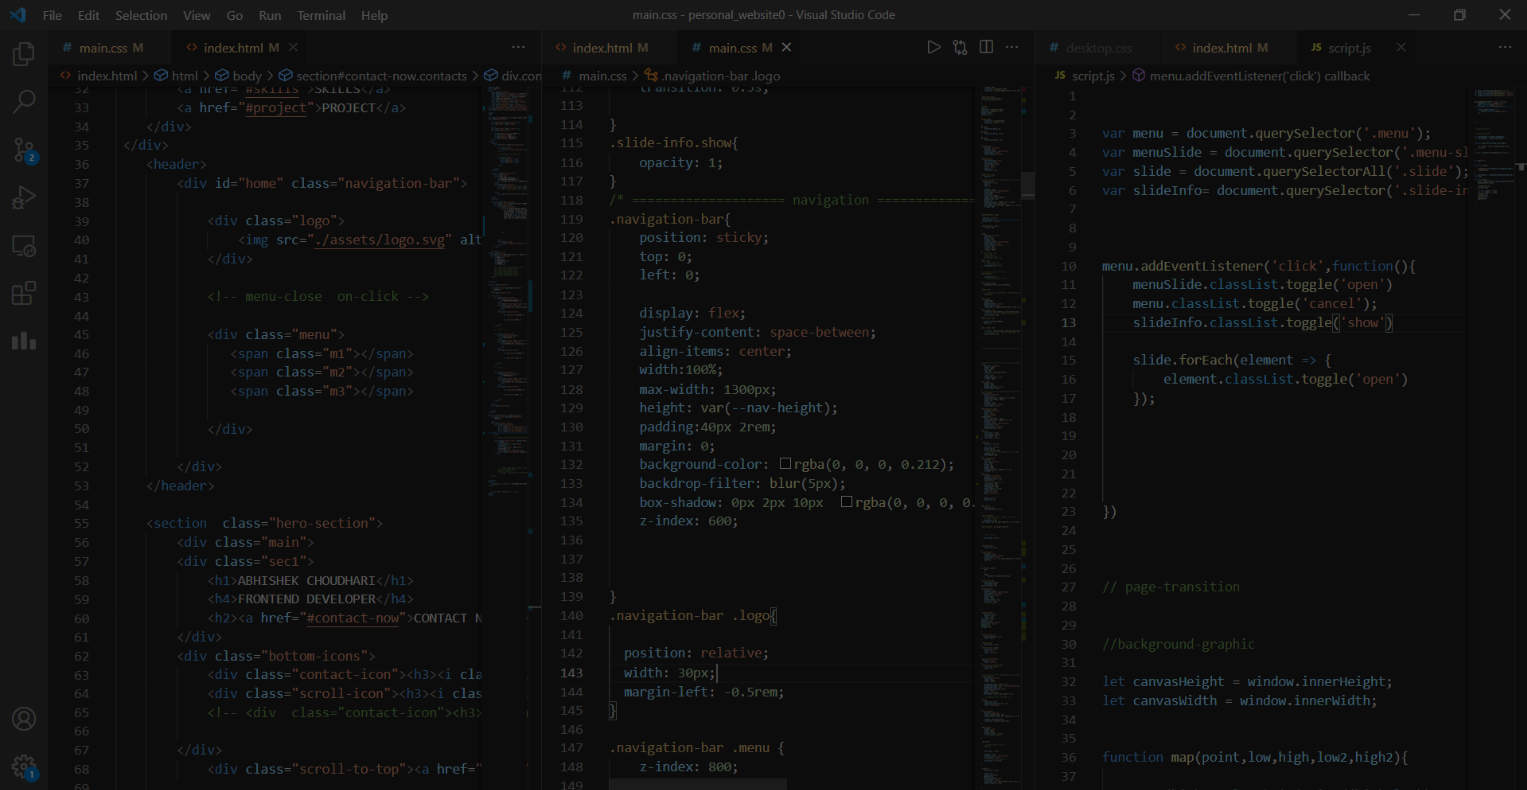 File Edit Selection View Go Run Terminal Help
main.css - personal_website0 - Visual Studio Code
# main.css M
<> index.html M
<> index.html > html > body > section#contact-now.contacts > div.con
32 <a href="#skills">SKILLS</a>
33 <a href="#project">PROJECT</a>
34 </div>
35 </div>
36 <header>
37 <div id="home" class="navigation-bar">
38
39 <div class="logo">
40 <img src="./assets/logo.svg" alt
41 </div>
42
43 <!-- menu-close  on-click -->
44
45 <div class="menu">
46 <span class="m1"></span>
47 <span class="m2"></span>
48 <span class="m3"></span>
49
50 </div>
51
52 </div>
53 </header>
54
55 <section  class="hero-section">
56 <div class="main">
57 <div class="sec1">
58 <h1>ABHISHEK CHOUDHARI</h1>
59 <h4>FRONTEND DEVELOPER</h4>
60 <h2><a href="#contact-now">CONTACT N
61 </div>
62 <div class="bottom-icons">
63 <div class="contact-icon"><h3><i cla
64 <div class="scroll-icon"><h3><i clas
65 <!-- <div  class="contact-icon"><h3>
66
67 </div>
68 <div class="scroll-to-top"><a href="
69
2
1
<> index.html M
# main.css M
# main.css > .navigation-bar .logo
112 transition: 0.5s;
113
114 }
115 .slide-info.show{
116 opacity: 1;
117 }
118 /* ==================== navigation =============
119 .navigation-bar{
120 position: sticky;
121 top: 0;
122 left: 0;
123
124 display: flex;
125 justify-content: space-between;
126 align-items: center;
127 width:100%;
128 max-width: 1300px;
129 height: var(--nav-height);
130 padding:40px 2rem;
131 margin: 0;
132 background-color: rgba(0, 0, 0, 0.212);
133 backdrop-filter: blur(5px);
134 box-shadow: 0px 2px 10px  rgba(0, 0, 0, 0.
135 z-index: 600;
136
137
138
139 }
140 .navigation-bar .logo{
141
142 position: relative;
143 width: 30px;
144 margin-left: -0.5rem;
145 }
146
147 .navigation-bar .menu {
148 z-index: 800;
149
# desktop.css
<> index.html M
JS script.js
JS script.js > menu.addEventListener('click') callback
1
2
3 var menu = document.querySelector('.menu');
4 var menuSlide = document.querySelector('.menu-sl
5 var slide = document.querySelectorAll('.slide');
6 var slideInfo= document.querySelector('.slide-in
7
8
9
10 menu.addEventListener('click',function(){
11 menuSlide.classList.toggle('open')
12 menu.classList.toggle('cancel');
13 slideInfo.classList.toggle('show')
14
15 slide.forEach(element => {
16 element.classList.toggle('open')
17 });
18
19
20
21
22
23 })
24
25
26
27 // page-transition
28
29
30 //background-graphic
31
32 let canvasHeight = window.innerHeight;
33 let canvasWidth = window.innerWidth;
34
35
36 function map(point,low,high,low2,high2){
37